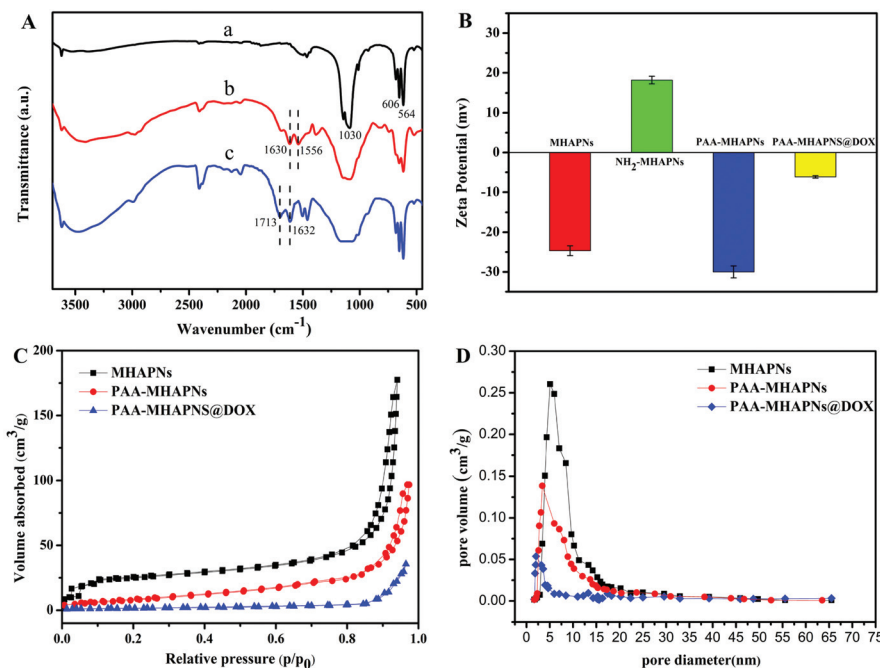 A
a
b
c
606
564
1030
1630
1556
1713
1632
Transmittance (a.u.)
3500 3000 2500 2000 1500 1000 500
Wavenumber (cm-1)
B
Zeta Potential (mv)
30
20
10
0
-10
-20
-30
MHAPNs
NH2-MHAPNs
PAA-MHAPNs
PAA-MHAPNS@DOX
C
Volume absorbed (cm3/g)
200
150
100
50
0
MHAPNs
PAA-MHAPNs
PAA-MHAPNS@DOX
0.0 0.2 0.4 0.6 0.8 1.0
Relative pressure (p/p0)
D
pore volume (cm3/g)
0.30
0.25
0.20
0.15
0.10
0.05
0.00
MHAPNs
PAA-MHAPNs
PAA-MHAPNs@DOX
0 5 10 15 20 25 30 35 40 45 50 55 60 65 70 75
pore diameter(nm)